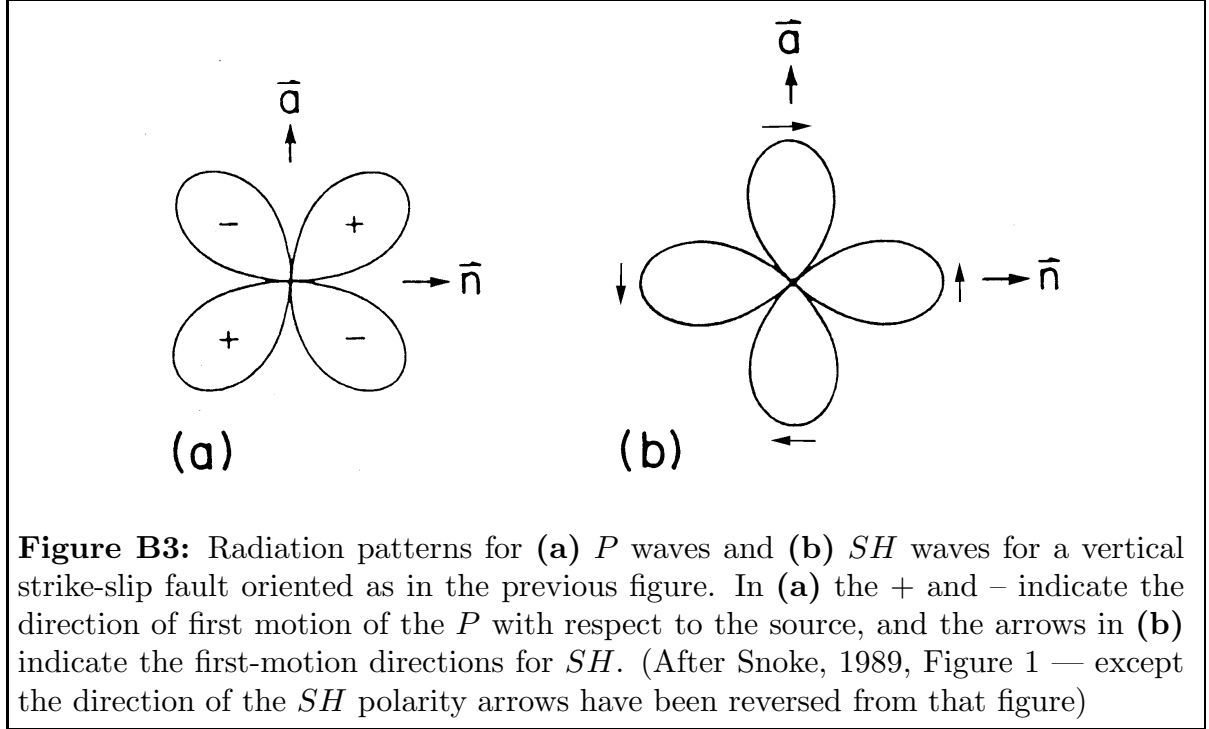 a⃗
a⃗
− +
n⃗
n⃗
+ −
(a) (b)
Figure B3: Radiation patterns for (a) P waves and (b) SH waves for a vertical
strike-slip fault oriented as in the previous figure. In (a) the + and – indicate the
direction of first motion of the P with respect to the source, and the arrows in (b)
indicate the first-motion directions for SH. (After Snoke, 1989, Figure 1 — except
the direction of the SH polarity arrows have been reversed from that figure)